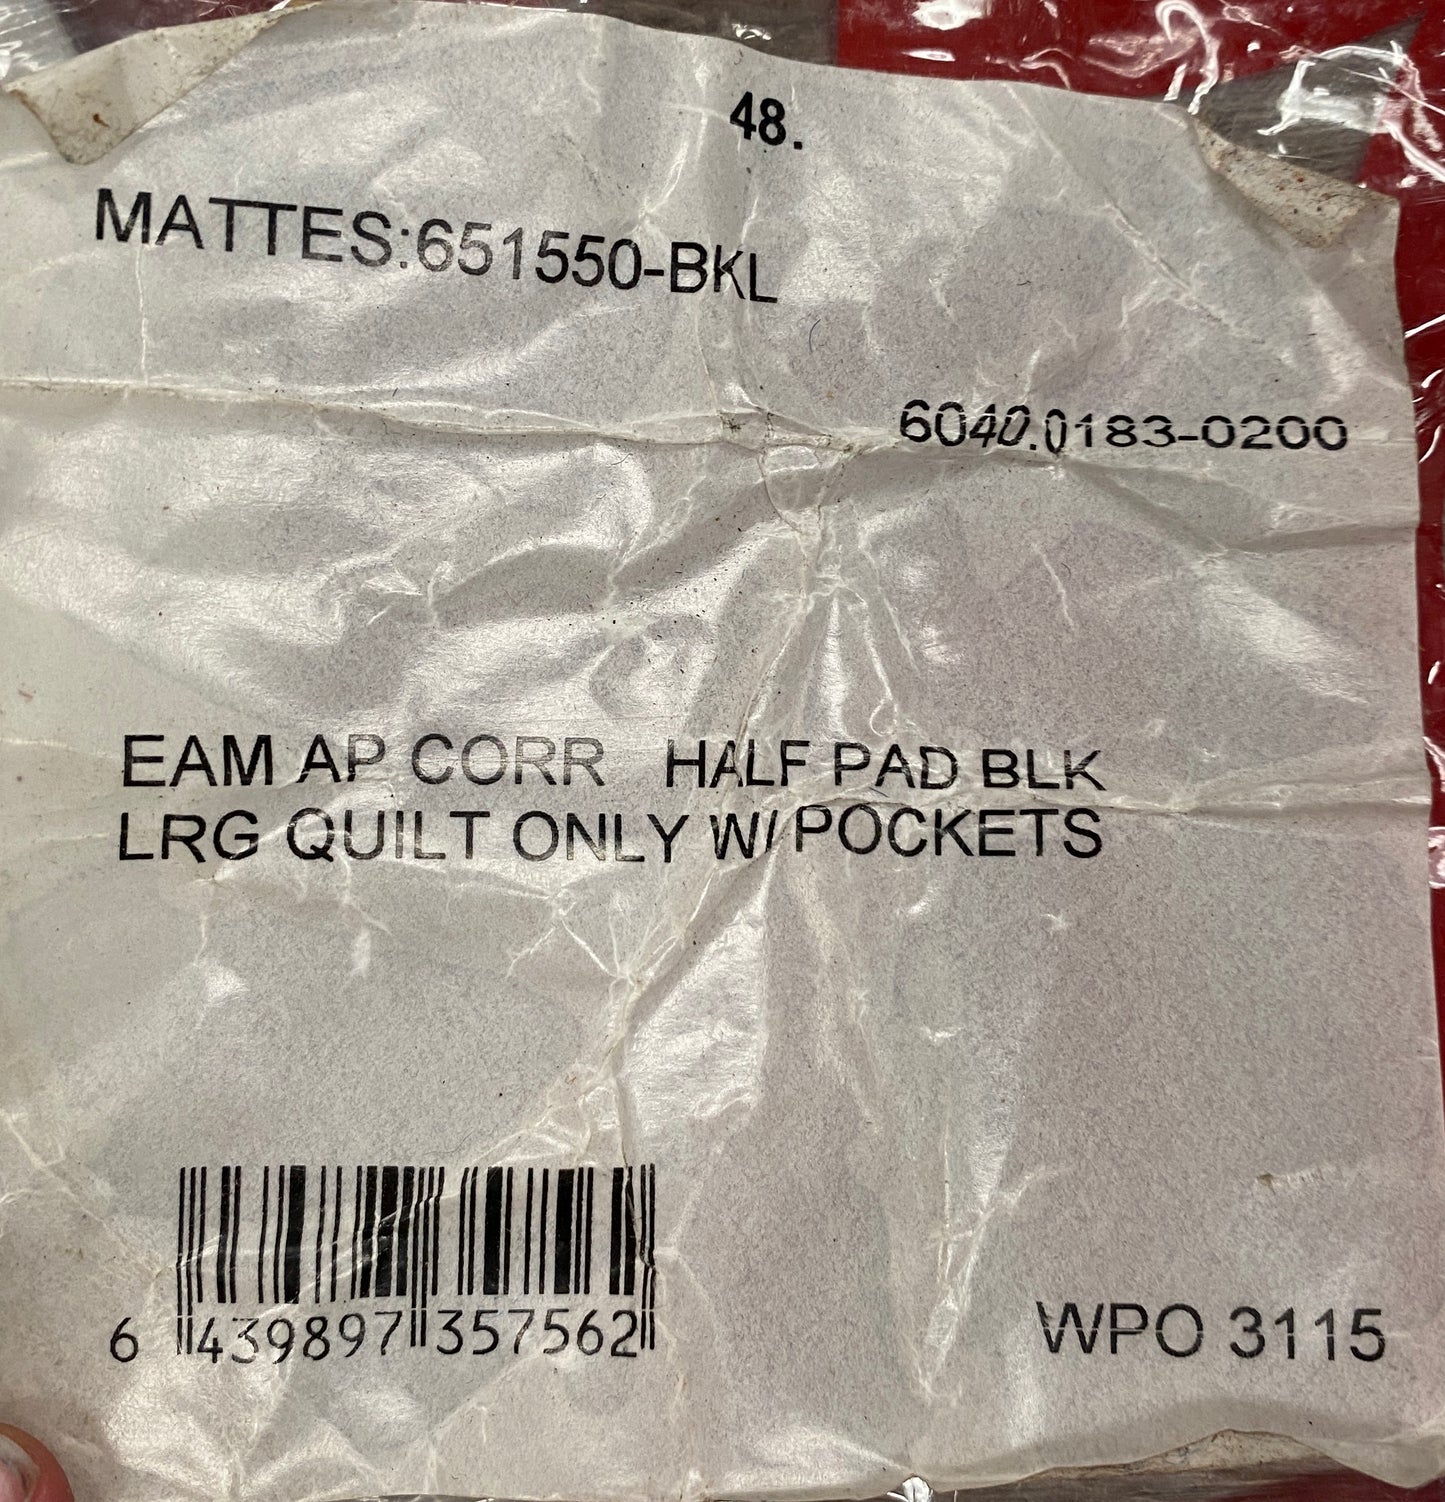 48.
MATTES:651550-BKL
6040.0183-0200
EAM AP CORR HALF PAD BLK
LRG QUILT ONLY W/POCKETS
6 439897 357562
WPO 3115